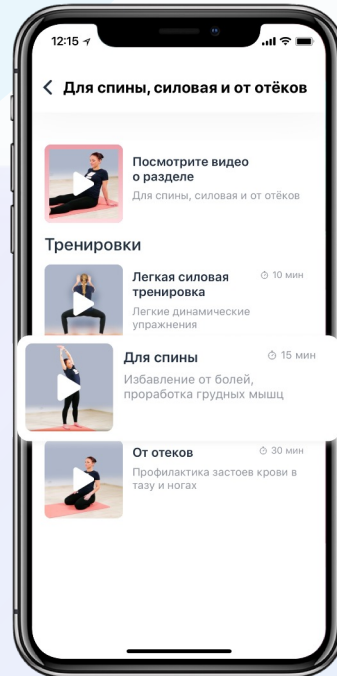 12:15
Для спины, силовая и от отёков
Посмотрите видео
о разделе
Для спины, силовая и от отёков
Тренировки
Легкая силовая
тренировка
10 мин
Легкие динамические
упражнения
Для спины
15 мин
Избавление от болей,
проработка грудных мышц
От отеков
30 мин
Профилактика застоев крови в
тазу и ногах